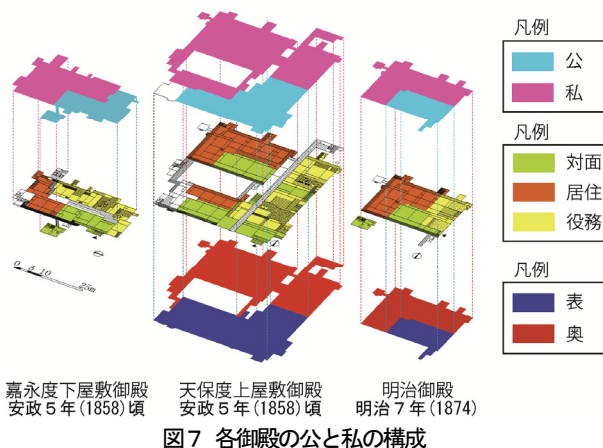 凡例
公
私
凡例
対面
居住
役務
凡例
表
奥
0 5 10 25m
嘉永度下屋敷御殿
安政5年(1858)頃
天保度上屋敷御殿
安政5年(1858)頃
明治御殿
明治7年(1874)
図7 各御殿の公と私の構成